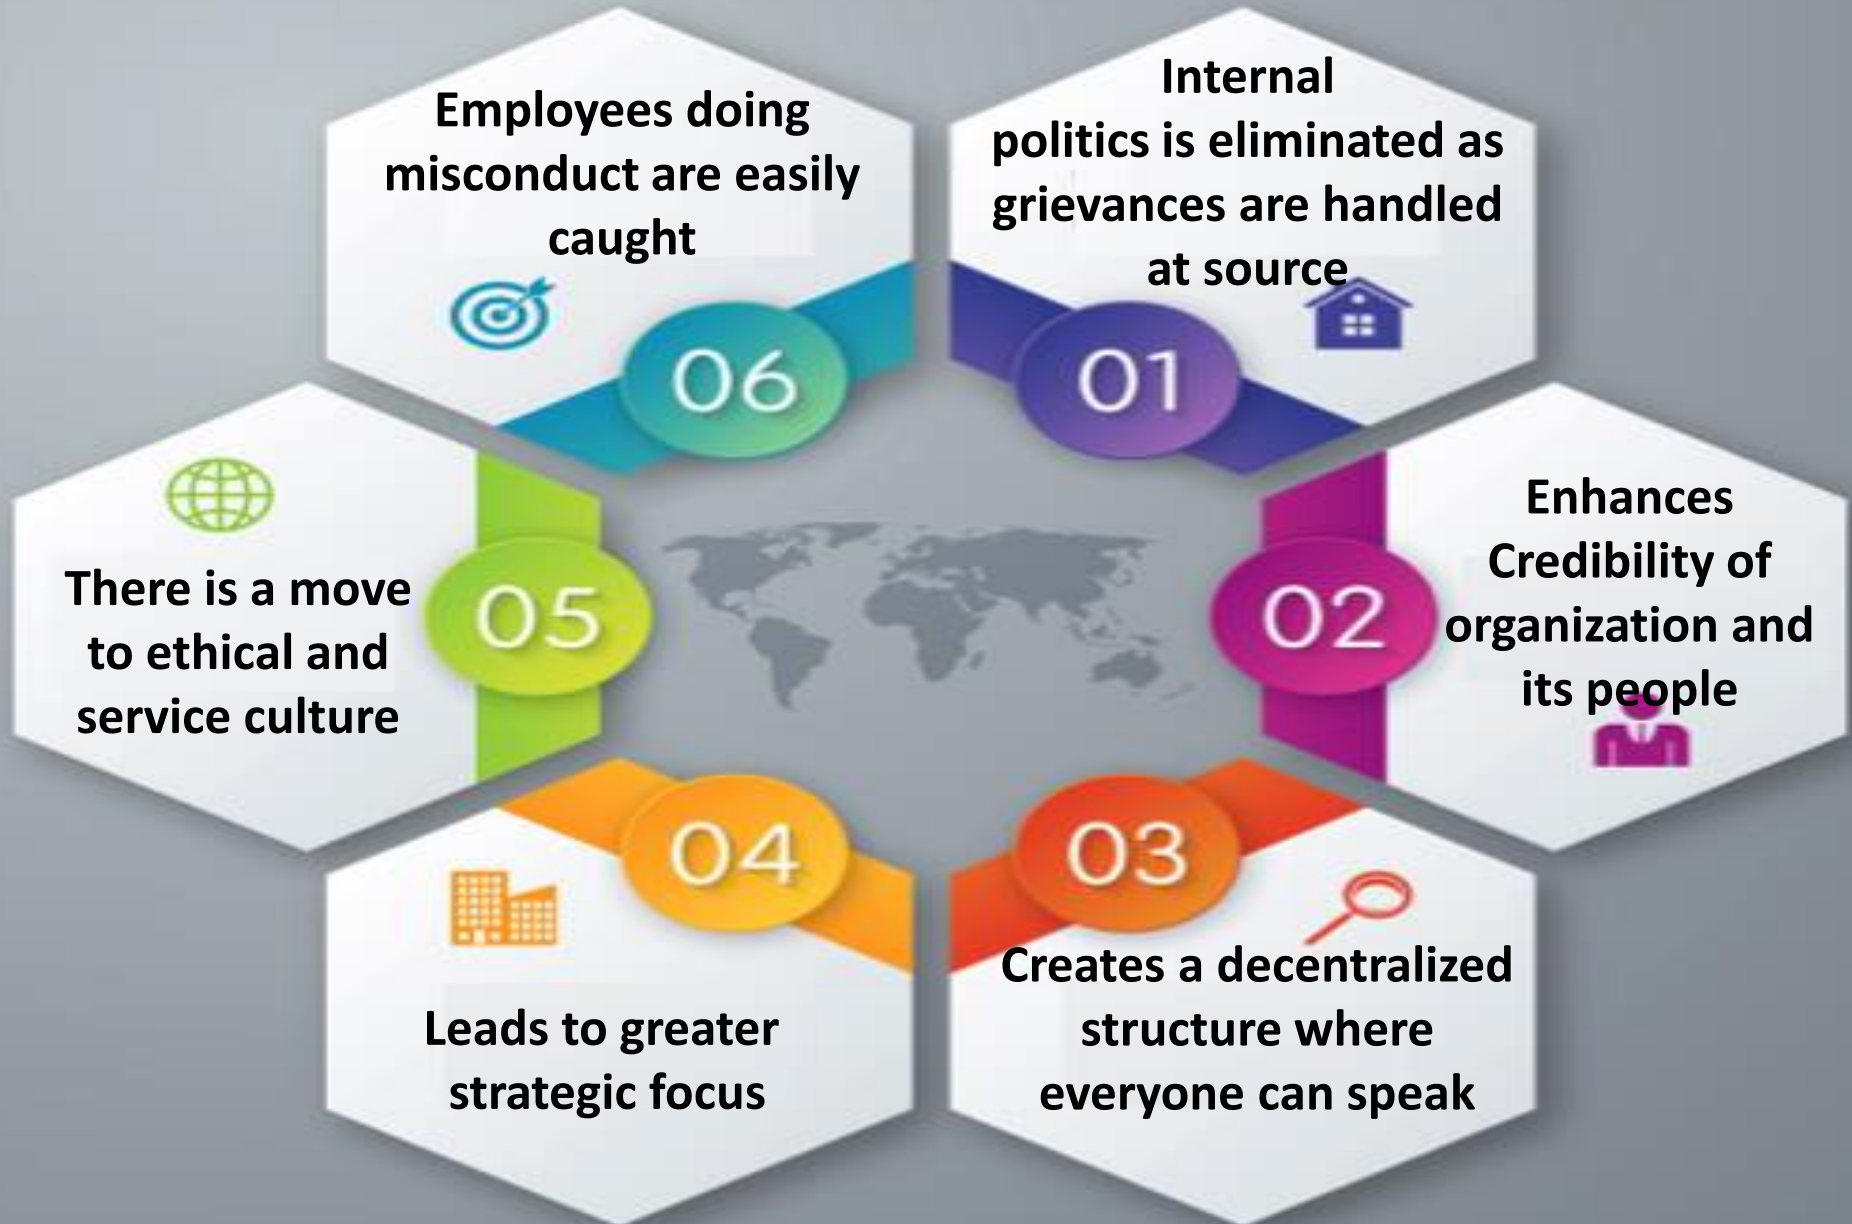 Internal
politics is eliminated as
grievances are handled
at source
01
Enhances
Credibility of
organization and
its people
02
03
Creates a decentralized
structure where
everyone can speak
04
Leads to greater
strategic focus
05
There is a move
to ethical and
service culture
Employees doing
misconduct are easily
caught
06